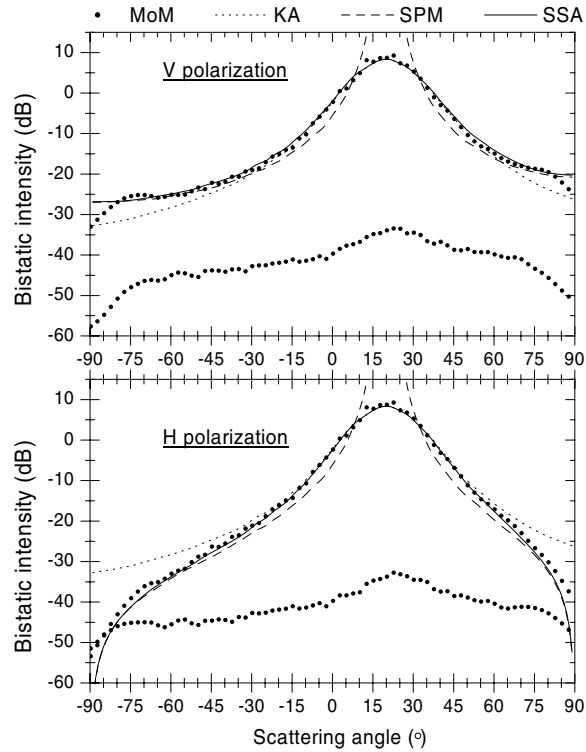 MoM KA SPM SSA
V polarization
Bistatic intensity (dB)
10
0
-10
-20
-30
-40
-50
-60
-90 -75 -60 -45 -30 -15 0 15 30 45 60 75 90
H polarization
Bistatic intensity (dB)
10
0
-10
-20
-30
-40
-50
-60
-90 -75 -60 -45 -30 -15 0 15 30 45 60 75 90
Scattering angle (º)